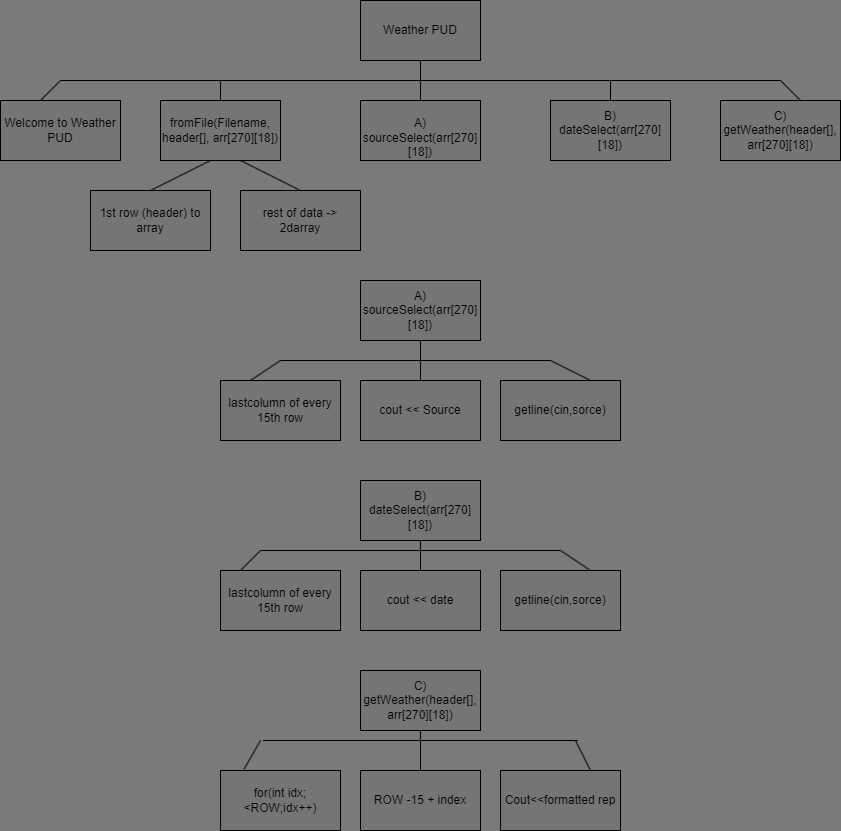 Weather PUD
Welcome to Weather
PUD
fromFile(Filename,
header[], arr[270][18])
A)
sourceSelect(arr[270]
[18])
B)
dateSelect(arr[270]
[18])
C)
getWeather(header[],
arr[270][18])
1st row (header) to
array
rest of data ->
2darray
A)
sourceSelect(arr[270]
[18])
lastcolumn of every
15th row
cout << Source
getline(cin,sorce)
B)
dateSelect(arr[270]
[18])
lastcolumn of every
15th row
cout << date
getline(cin,sorce)
C)
getWeather(header[],
arr[270][18])
for(int idx;
<ROW;idx++)
ROW -15 + index
Cout<<formatted rep